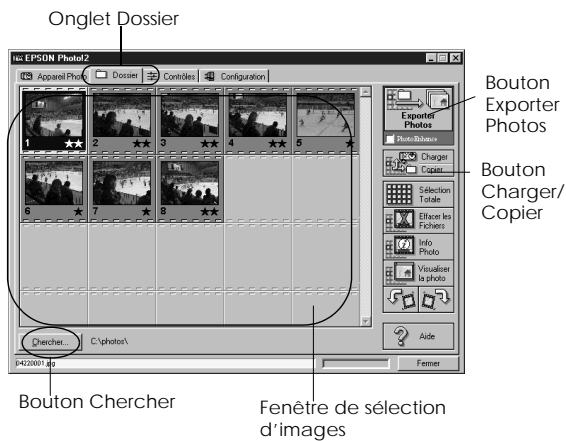 Onglet Dossier
EPSON Photo!2
Appareil Photo Dossier Contrôles Configuration
1 ★★ 2 ★★ 3 ★★ 4 ★★ 5 ★
6 ★ 7 ★ 8 ★★
Exporter
Photos
PhotoEnhance
Charger
Copier
Sélection
Totale
Effacer les
Fichiers
Info
Photo
Visualiser
la photo
Aide
Fermer
Chercher... C:\photos\
04220001.jpg
Bouton
Exporter
Photos
Bouton
Charger/
Copier
Bouton Chercher
Fenêtre de sélection
d'images